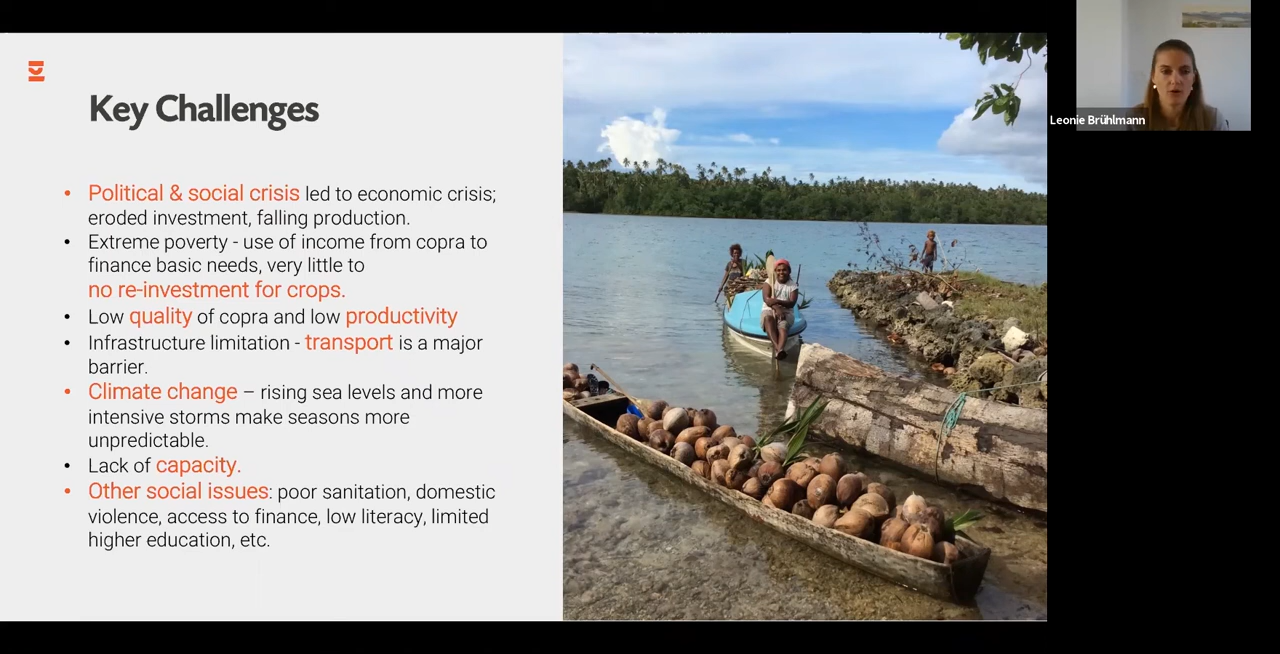 Key Challenges
• Political & social crisis led to economic crisis;
eroded investment, falling production.
• Extreme poverty - use of income from copra to
finance basic needs, very little to
no re-investment for crops.
• Low quality of copra and low productivity
• Infrastructure limitation - transport is a major
barrier.
• Climate change – rising sea levels and more
intensive storms make seasons more
unpredictable.
• Lack of capacity.
• Other social issues: poor sanitation, domestic
violence, access to finance, low literacy, limited
higher education, etc.
Leonie Brühlmann